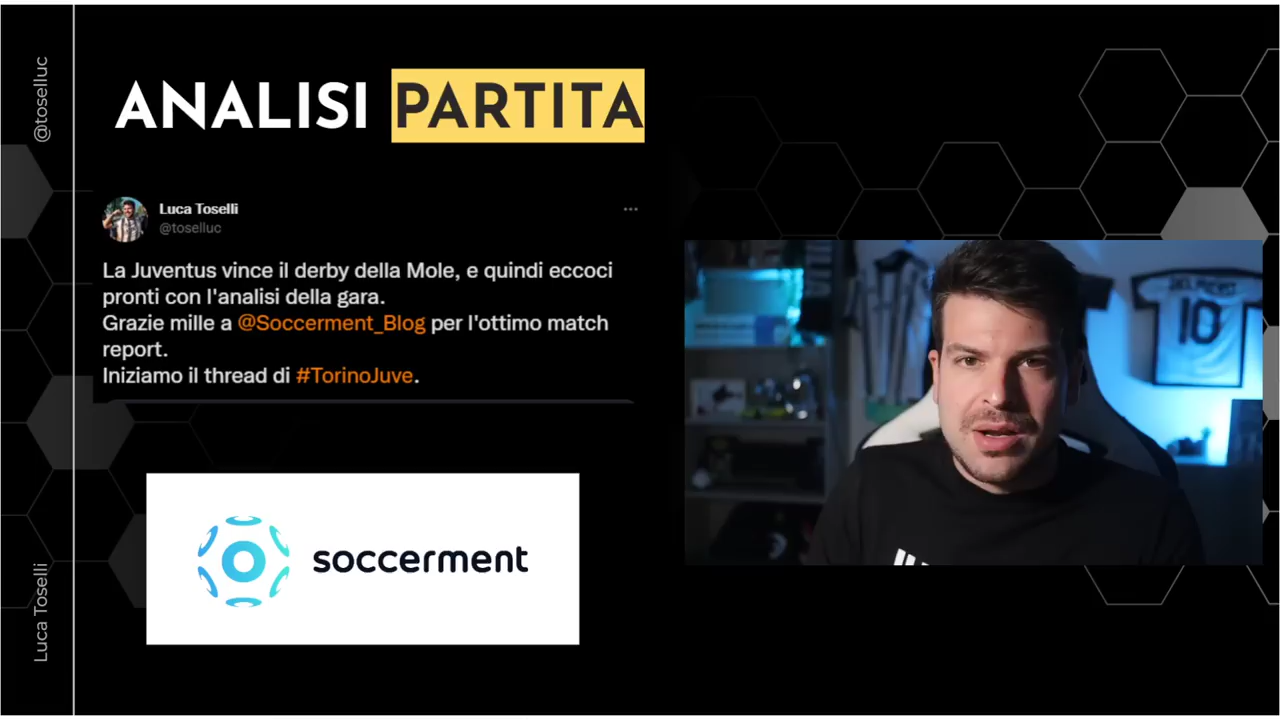 @toselluc
Luca Toselli
ANALISI PARTITA
Luca Toselli
@toselluc
La Juventus vince il derby della Mole, e quindi eccoci
pronti con l'analisi della gara.
Grazie mille a @Soccerment_Blog per l'ottimo match
report.
Iniziamo il thread di #TorinoJuve.
soccerment
10